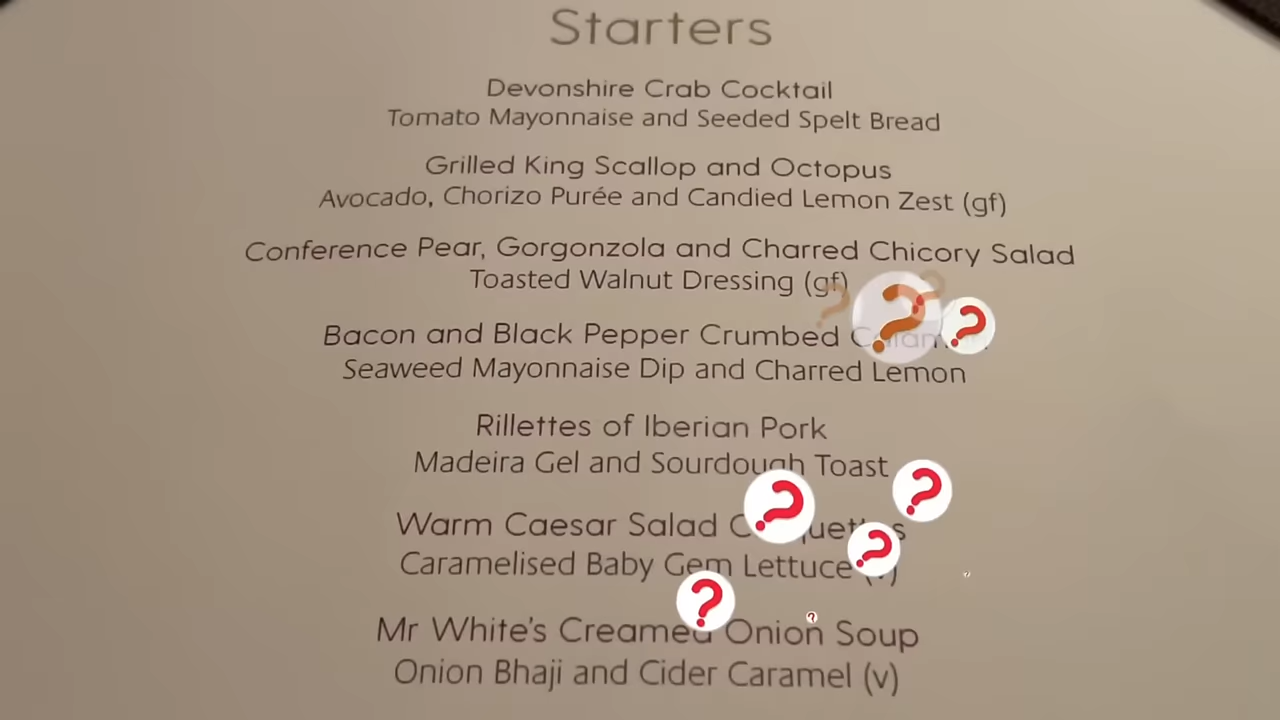 Starters
Devonshire Crab Cocktail
Tomato Mayonnaise and Seeded Spelt Bread
Grilled King Scallop and Octopus
Avocado, Chorizo Purée and Candied Lemon Zest (gf)
Conference Pear, Gorgonzola and Charred Chicory Salad
Toasted Walnut Dressing (gf)
Bacon and Black Pepper Crumbed
Seaweed Mayonnaise Dip and Charred Lemon
Rillettes of Iberian Pork
Madeira Gel and Sourdough Toast
Warm Caesar Salad
Caramelised Baby Gem Lettuce
Mr White's Creamed Onion Soup
Onion Bhaji and Cider Caramel (v)